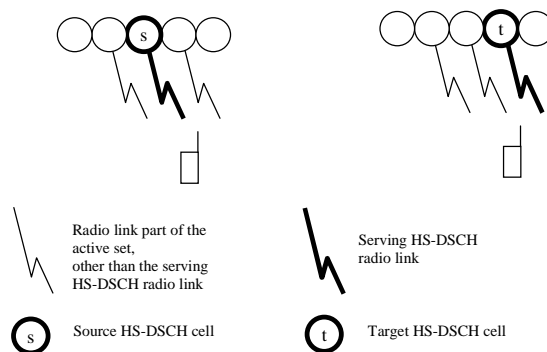 s
t
Radio link part of the
active set,
other than the serving
HS-DSCH radio link
Serving HS-DSCH
radio link
s
Source HS-DSCH cell
t
Target HS-DSCH cell